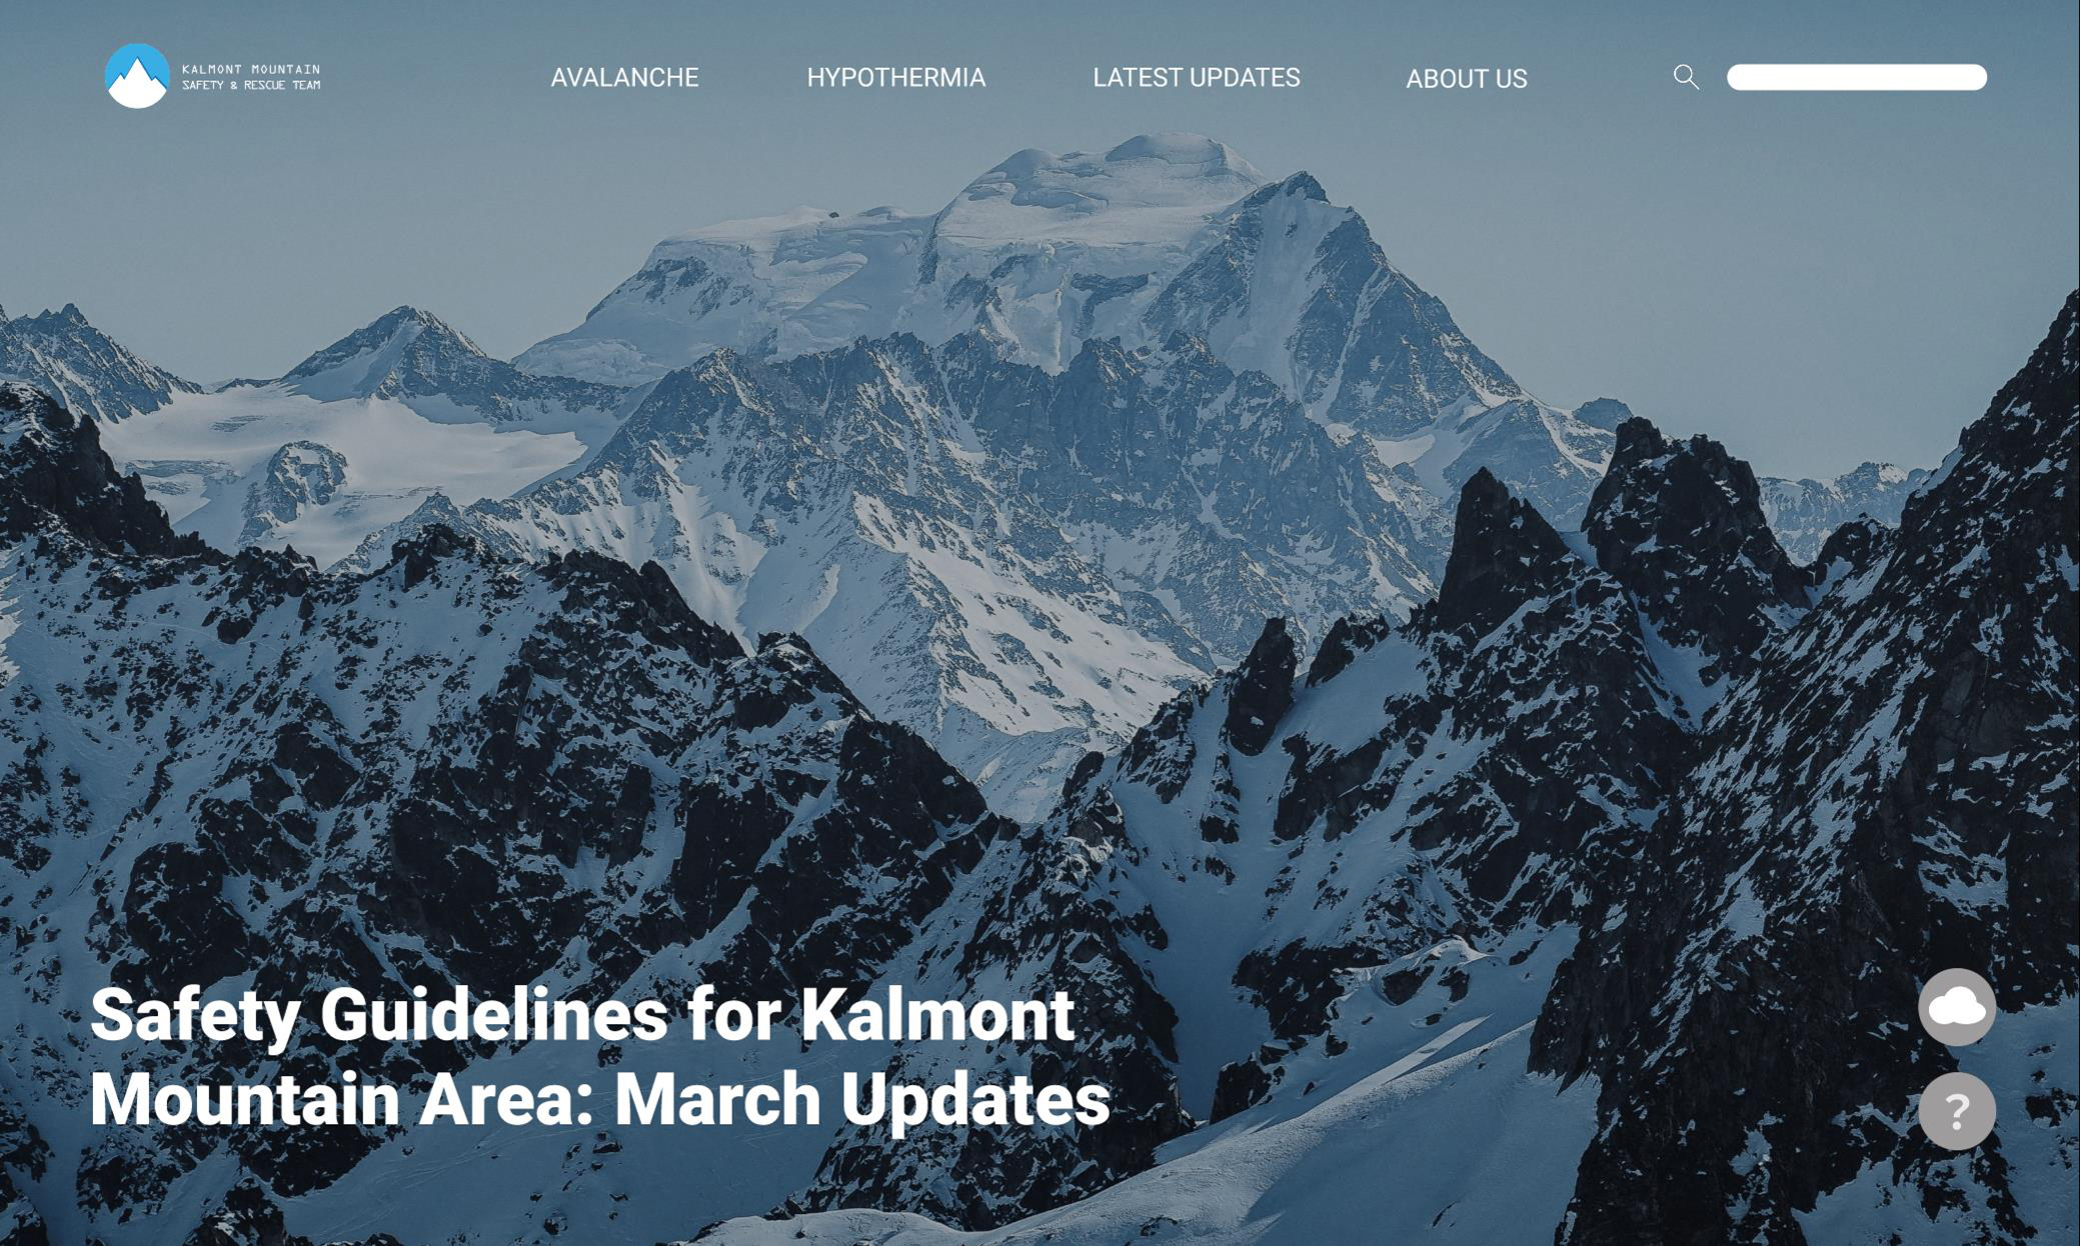 KALMONT MOUNTAIN
SAFETY & RESCUE TEAM
AVALANCHE
HYPOTHERMIA
LATEST UPDATES
ABOUT US
Safety Guidelines for Kalmont
Mountain Area: March Updates
?